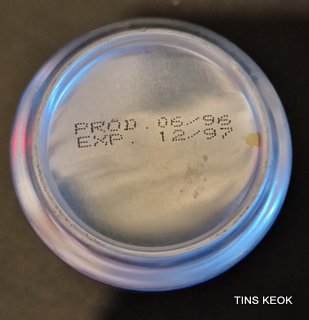 PROD. 06/96
EXP. 12/97
TINS KEOK